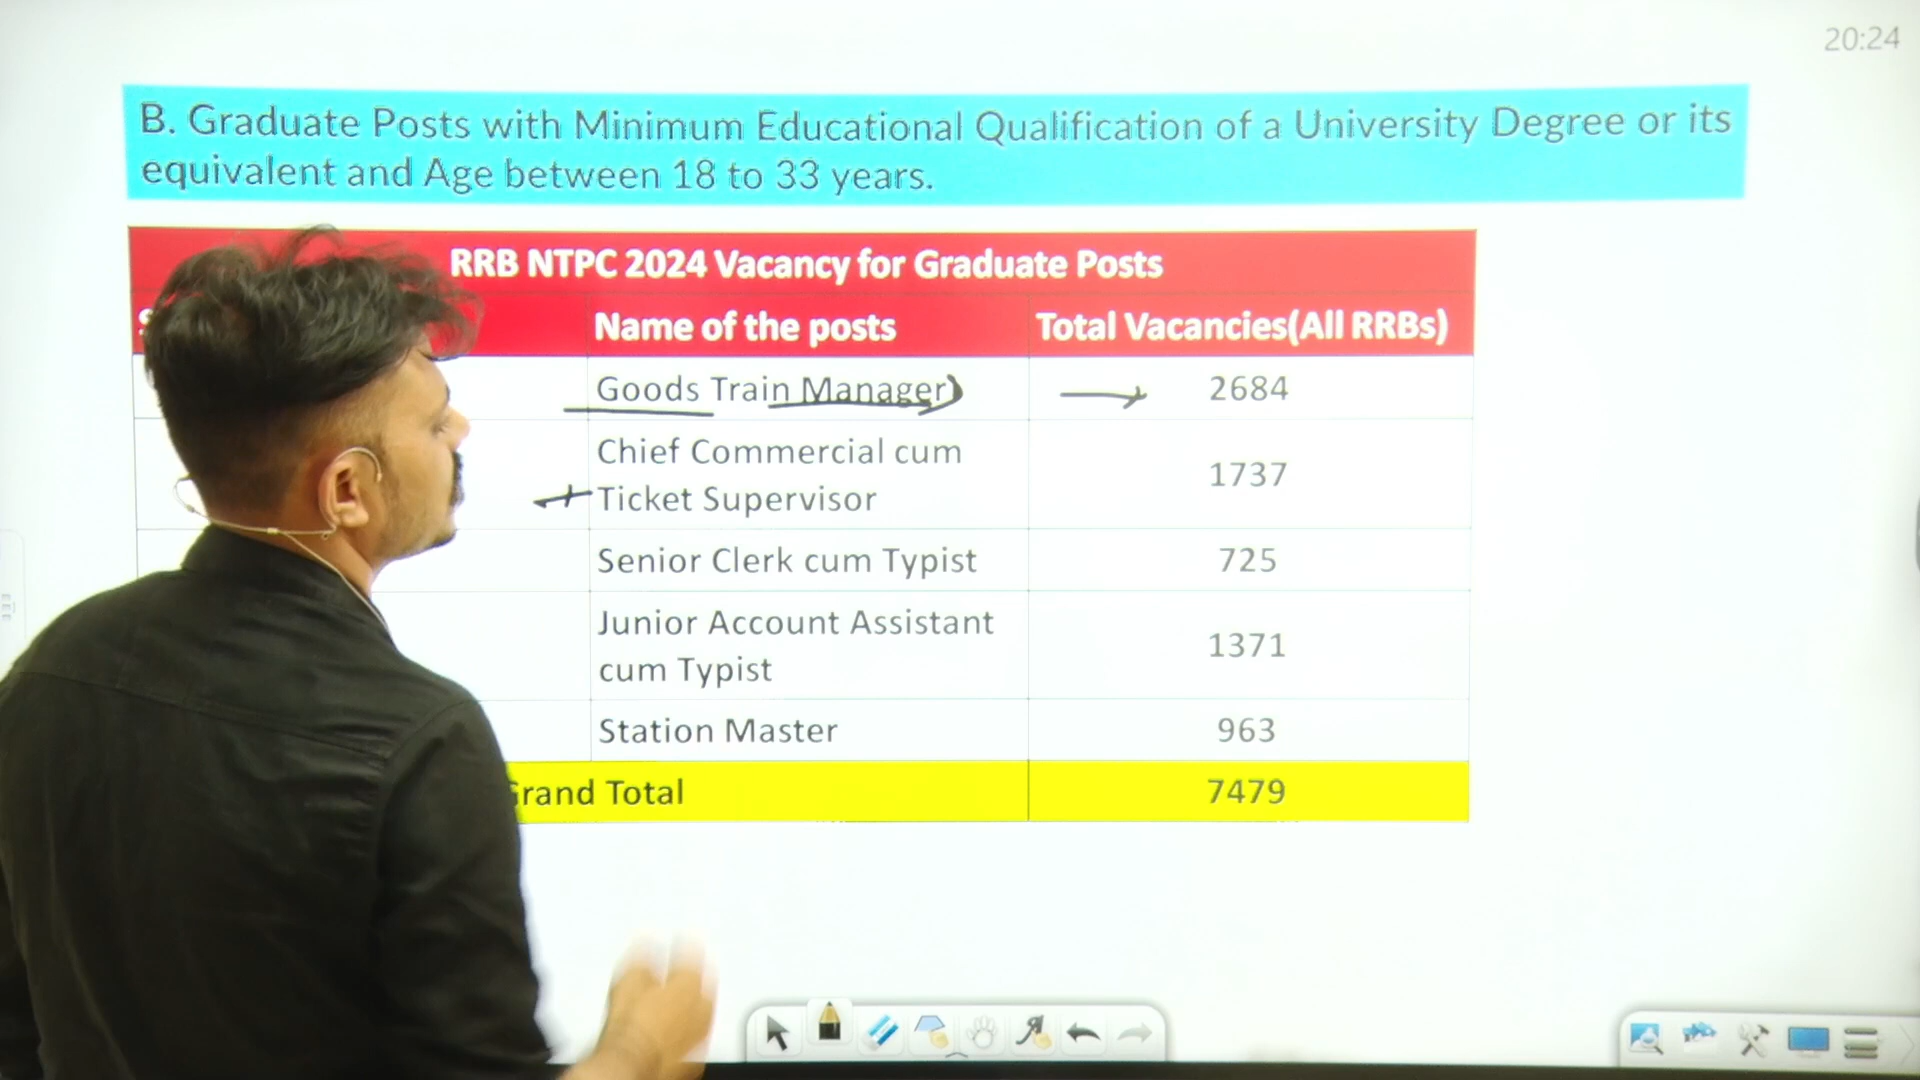 20:24
B. Graduate Posts with Minimum Educational Qualification of a University Degree or its
equivalent and Age between 18 to 33 years.
RRB NTPC 2024 Vacancy for Graduate Posts
Name of the posts Total Vacancies(All RRBs)
Goods Train Manager 2684
Chief Commercial cum
Ticket Supervisor 1737
Senior Clerk cum Typist 725
Junior Account Assistant
cum Typist 1371
Station Master 963
Grand Total 7479